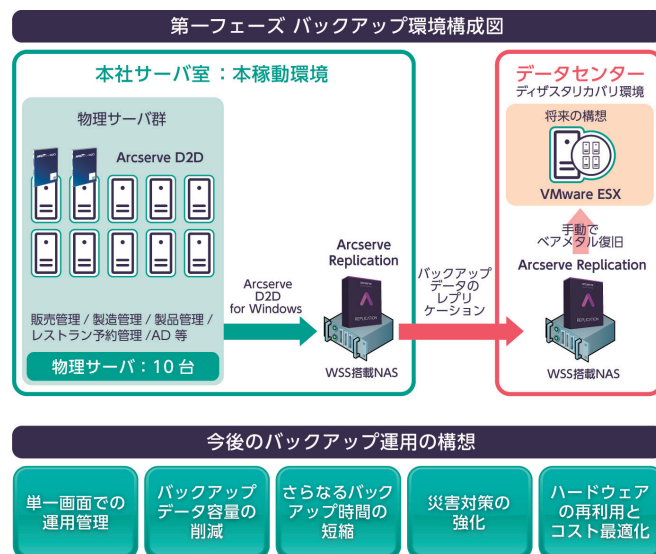 第一フェーズ バックアップ環境構成図
本社サーバ室：本稼動環境
物理サーバ群
Arcserve D2D
販売管理 / 製造管理 / 製品管理 /
レストラン予約管理 /AD 等
物理サーバ：10 台
Arcserve
D2D
for Windows
Arcserve
Replication
REPLICATION
WSS搭載NAS
バックアップ
データの
レプリ
ケーション
データセンター
ディザスタリカバリ環境
将来の構想
VMware ESX
手動で
ベアメタル復旧
Arcserve Replication
REPLICATION
WSS搭載NAS
今後のバックアップ運用の構想
単一画面での
運用管理
バックアップ
データ容量の
削減
さらなるバック
アップ時間の
短縮
災害対策の
強化
ハードウェア
の再利用と
コスト最適化